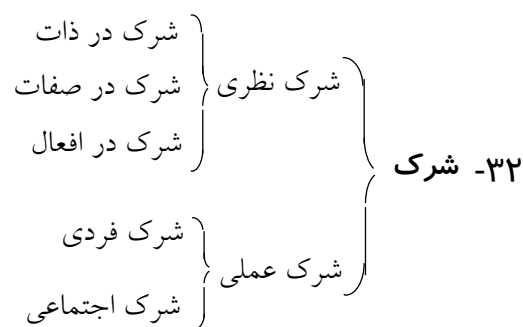 ۳۲- شرک
شرک نظری
شرک در ذات
شرک در صفات
شرک در افعال
شرک عملی
شرک فردی
شرک اجتماعی